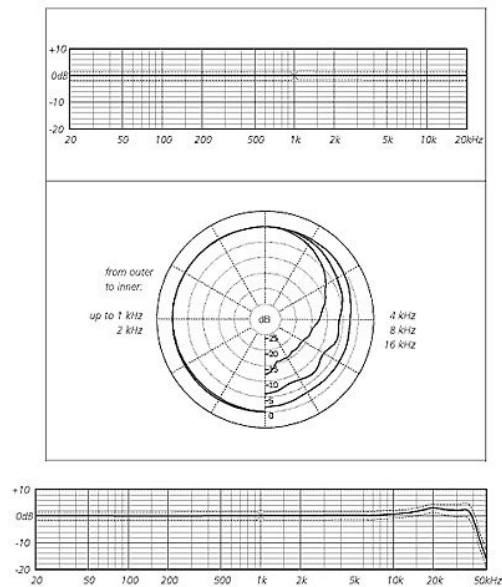 +10
0dB
-10
-20
20 50 100 200 500 1k 2k 5k 10k 20kHz
from outer
to inner:
up to 1 kHz
2 kHz
4 kHz
8 kHz
16 kHz
dB
25
20
15
10
5
0
+10
0dB
-10
-20
20 50 100 200 500 1k 2k 5k 10k 20k 50kHz